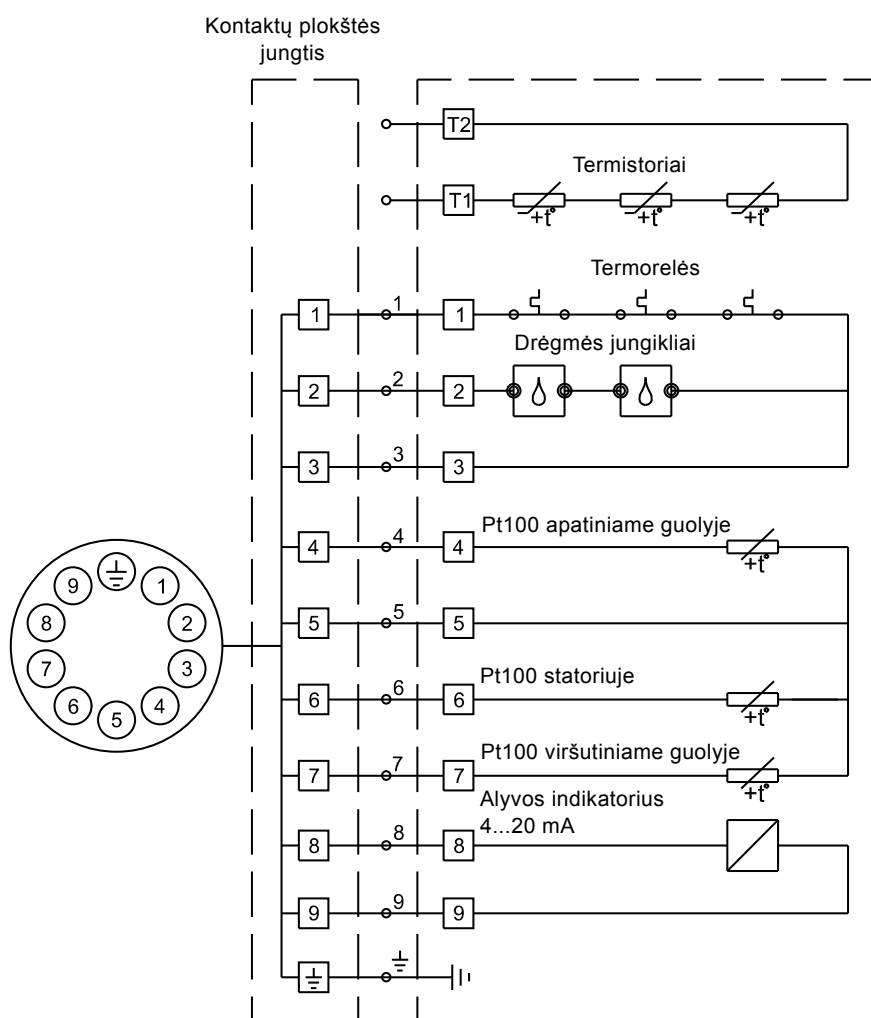 Kontaktų plokštės
jungtis
T2
Termistoriai
T1
+t° +t° +t°
Termorelės
1 1 1
Drėgmės jungikliai
2 2 2
3 3 3
Pt100 apatiniame guolyje
4 4 4
+t°
5 5 5
Pt100 statoriuje
6 6 6
+t°
Pt100 viršutiniame guolyje
7 7 7
+t°
Alyvos indikatorius
4...20 mA
8 8 8
9 9 9
9 1
8 2
7 3
6 5 4